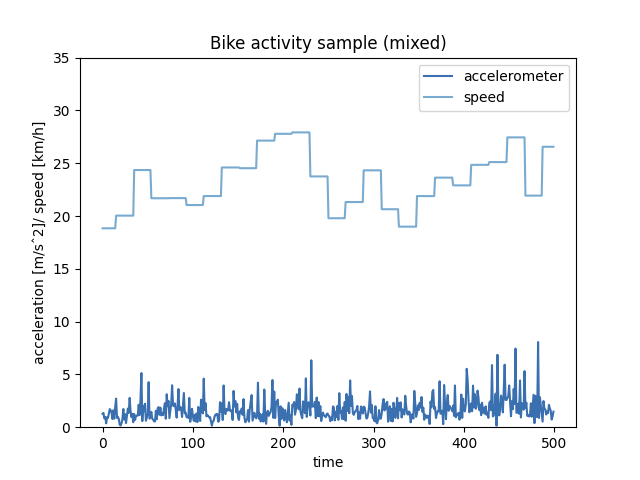 Bike activity sample (mixed)
accelerometer
speed
35
30
25
20
15
10
5
0
acceleration [m/s^2]/ speed [km/h]
0
100
200
300
400
500
time